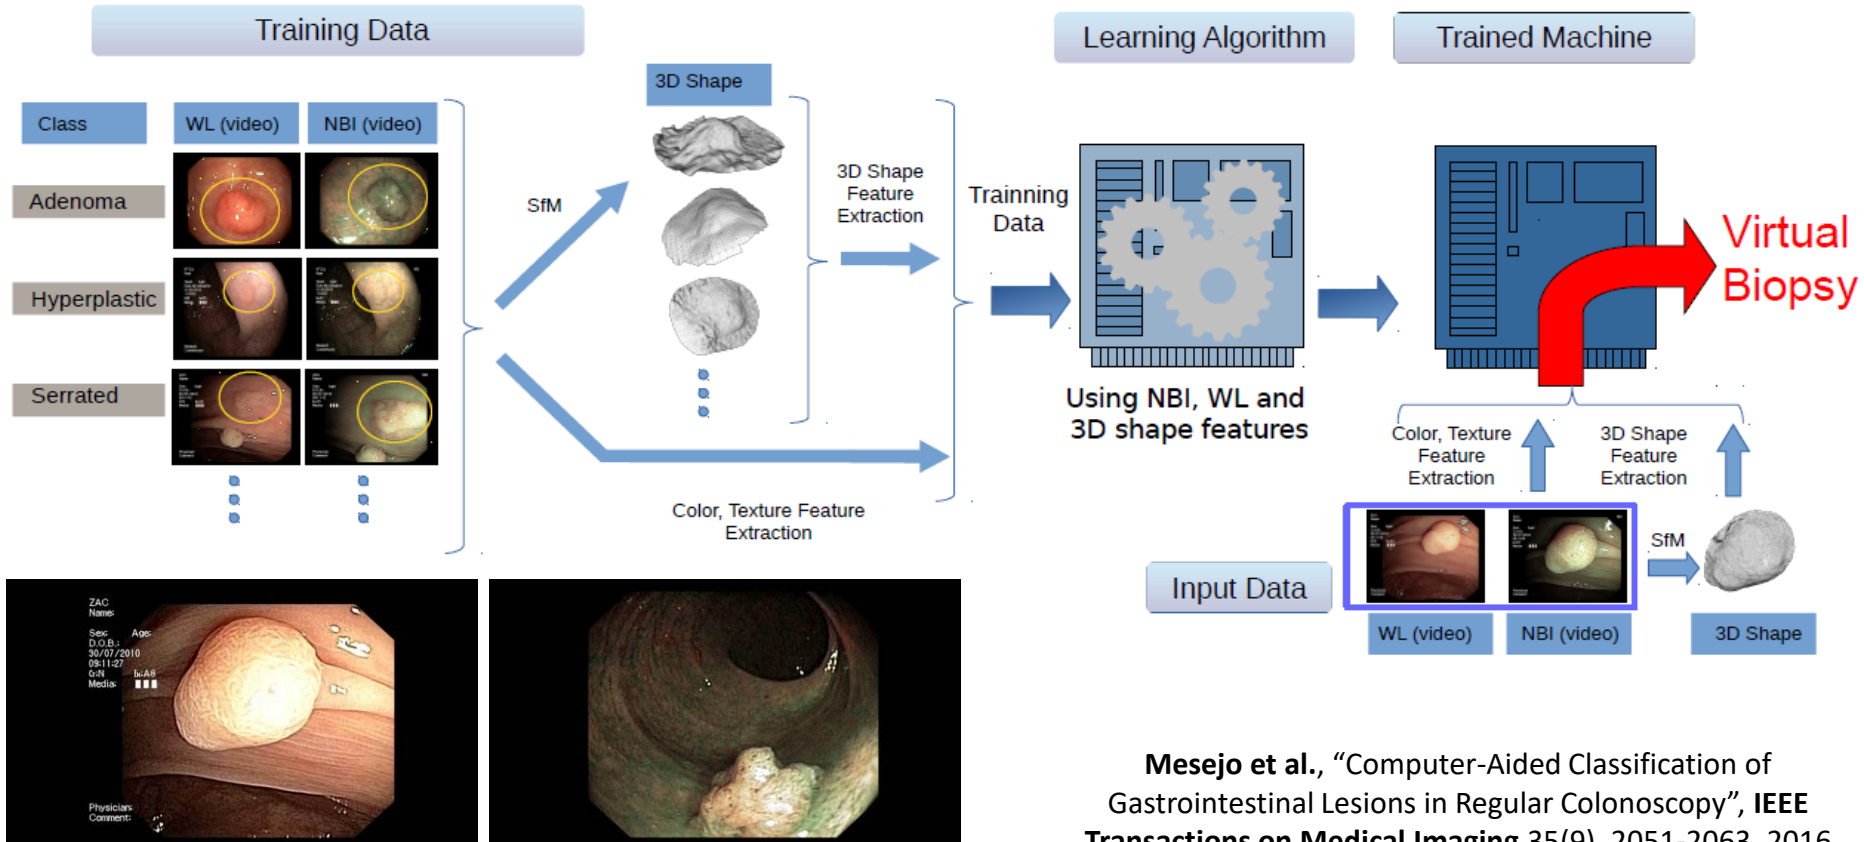 Training Data
Learning Algorithm
Trained Machine
3D Shape
Class
WL (video)
NBI (video)
Adenoma
Hyperplastic
Serrated
SfM
3D Shape
Feature
Extraction
Color, Texture Feature
Extraction
Trainning
Data
Using NBI, WL and
3D shape features
Virtual
Biopsy
Color, Texture
Feature
Extraction
3D Shape
Feature
Extraction
Input Data
SfM
WL (video)
NBI (video)
3D Shape
ZAC
Name:
Sex: Age:
D.O.B.:
30/07/2010
09:11:27
Media:
Physician:
Comment:
Mesejo et al., “Computer-Aided Classification of
Gastrointestinal Lesions in Regular Colonoscopy”, IEEE
Transactions on Medical Imaging 35(9), 2051-2063, 2016